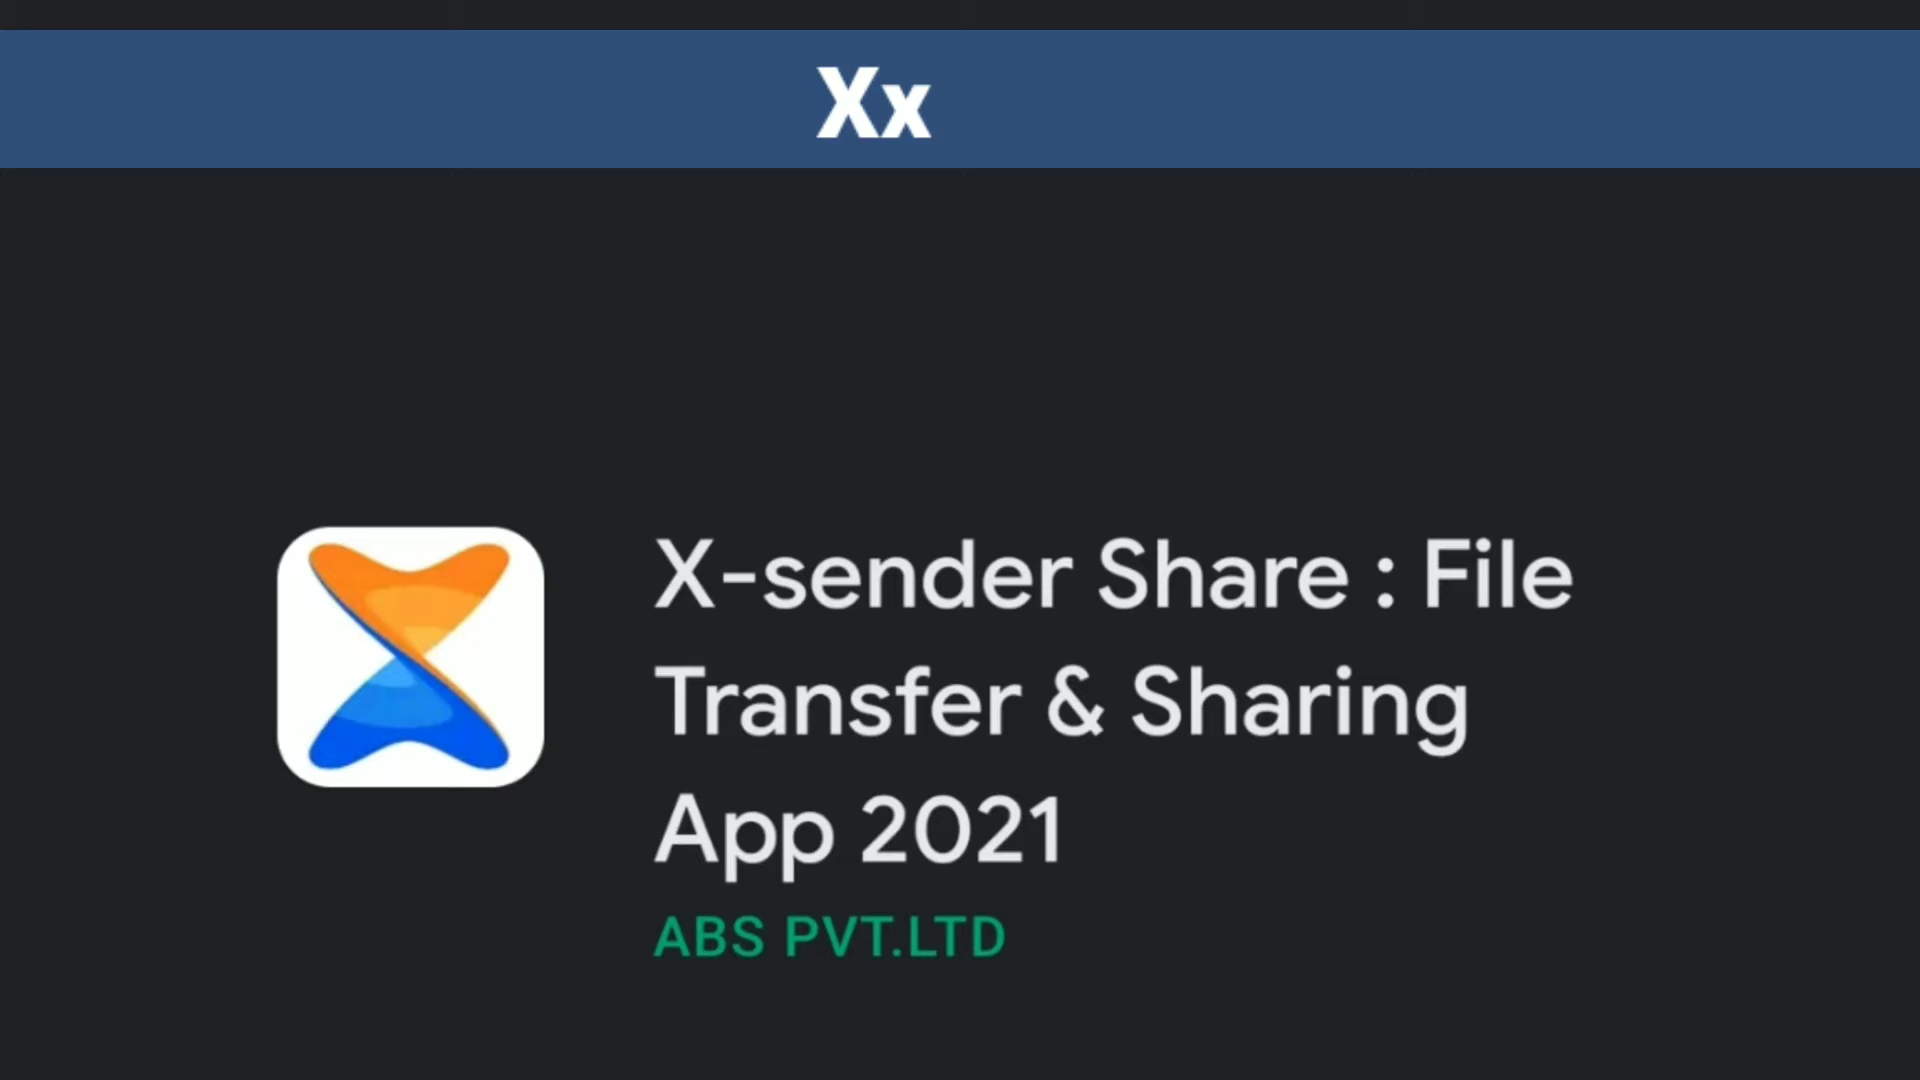 Xx
X-sender Share : File
Transfer & Sharing
App 2021
ABS PVT.LTD